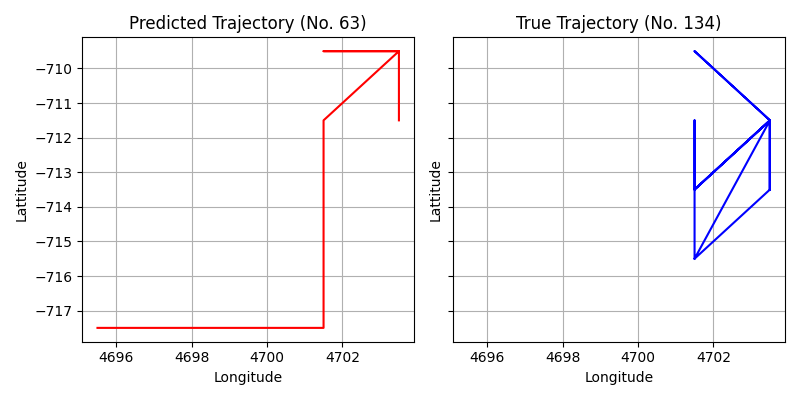 Predicted Trajectory (No. 63)
True Trajectory (No. 134)
−710
−711
−712
−713
−714
−715
−716
−717
Lattitude
Lattitude
4696 4698 4700 4702
4696 4698 4700 4702
Longitude
Longitude